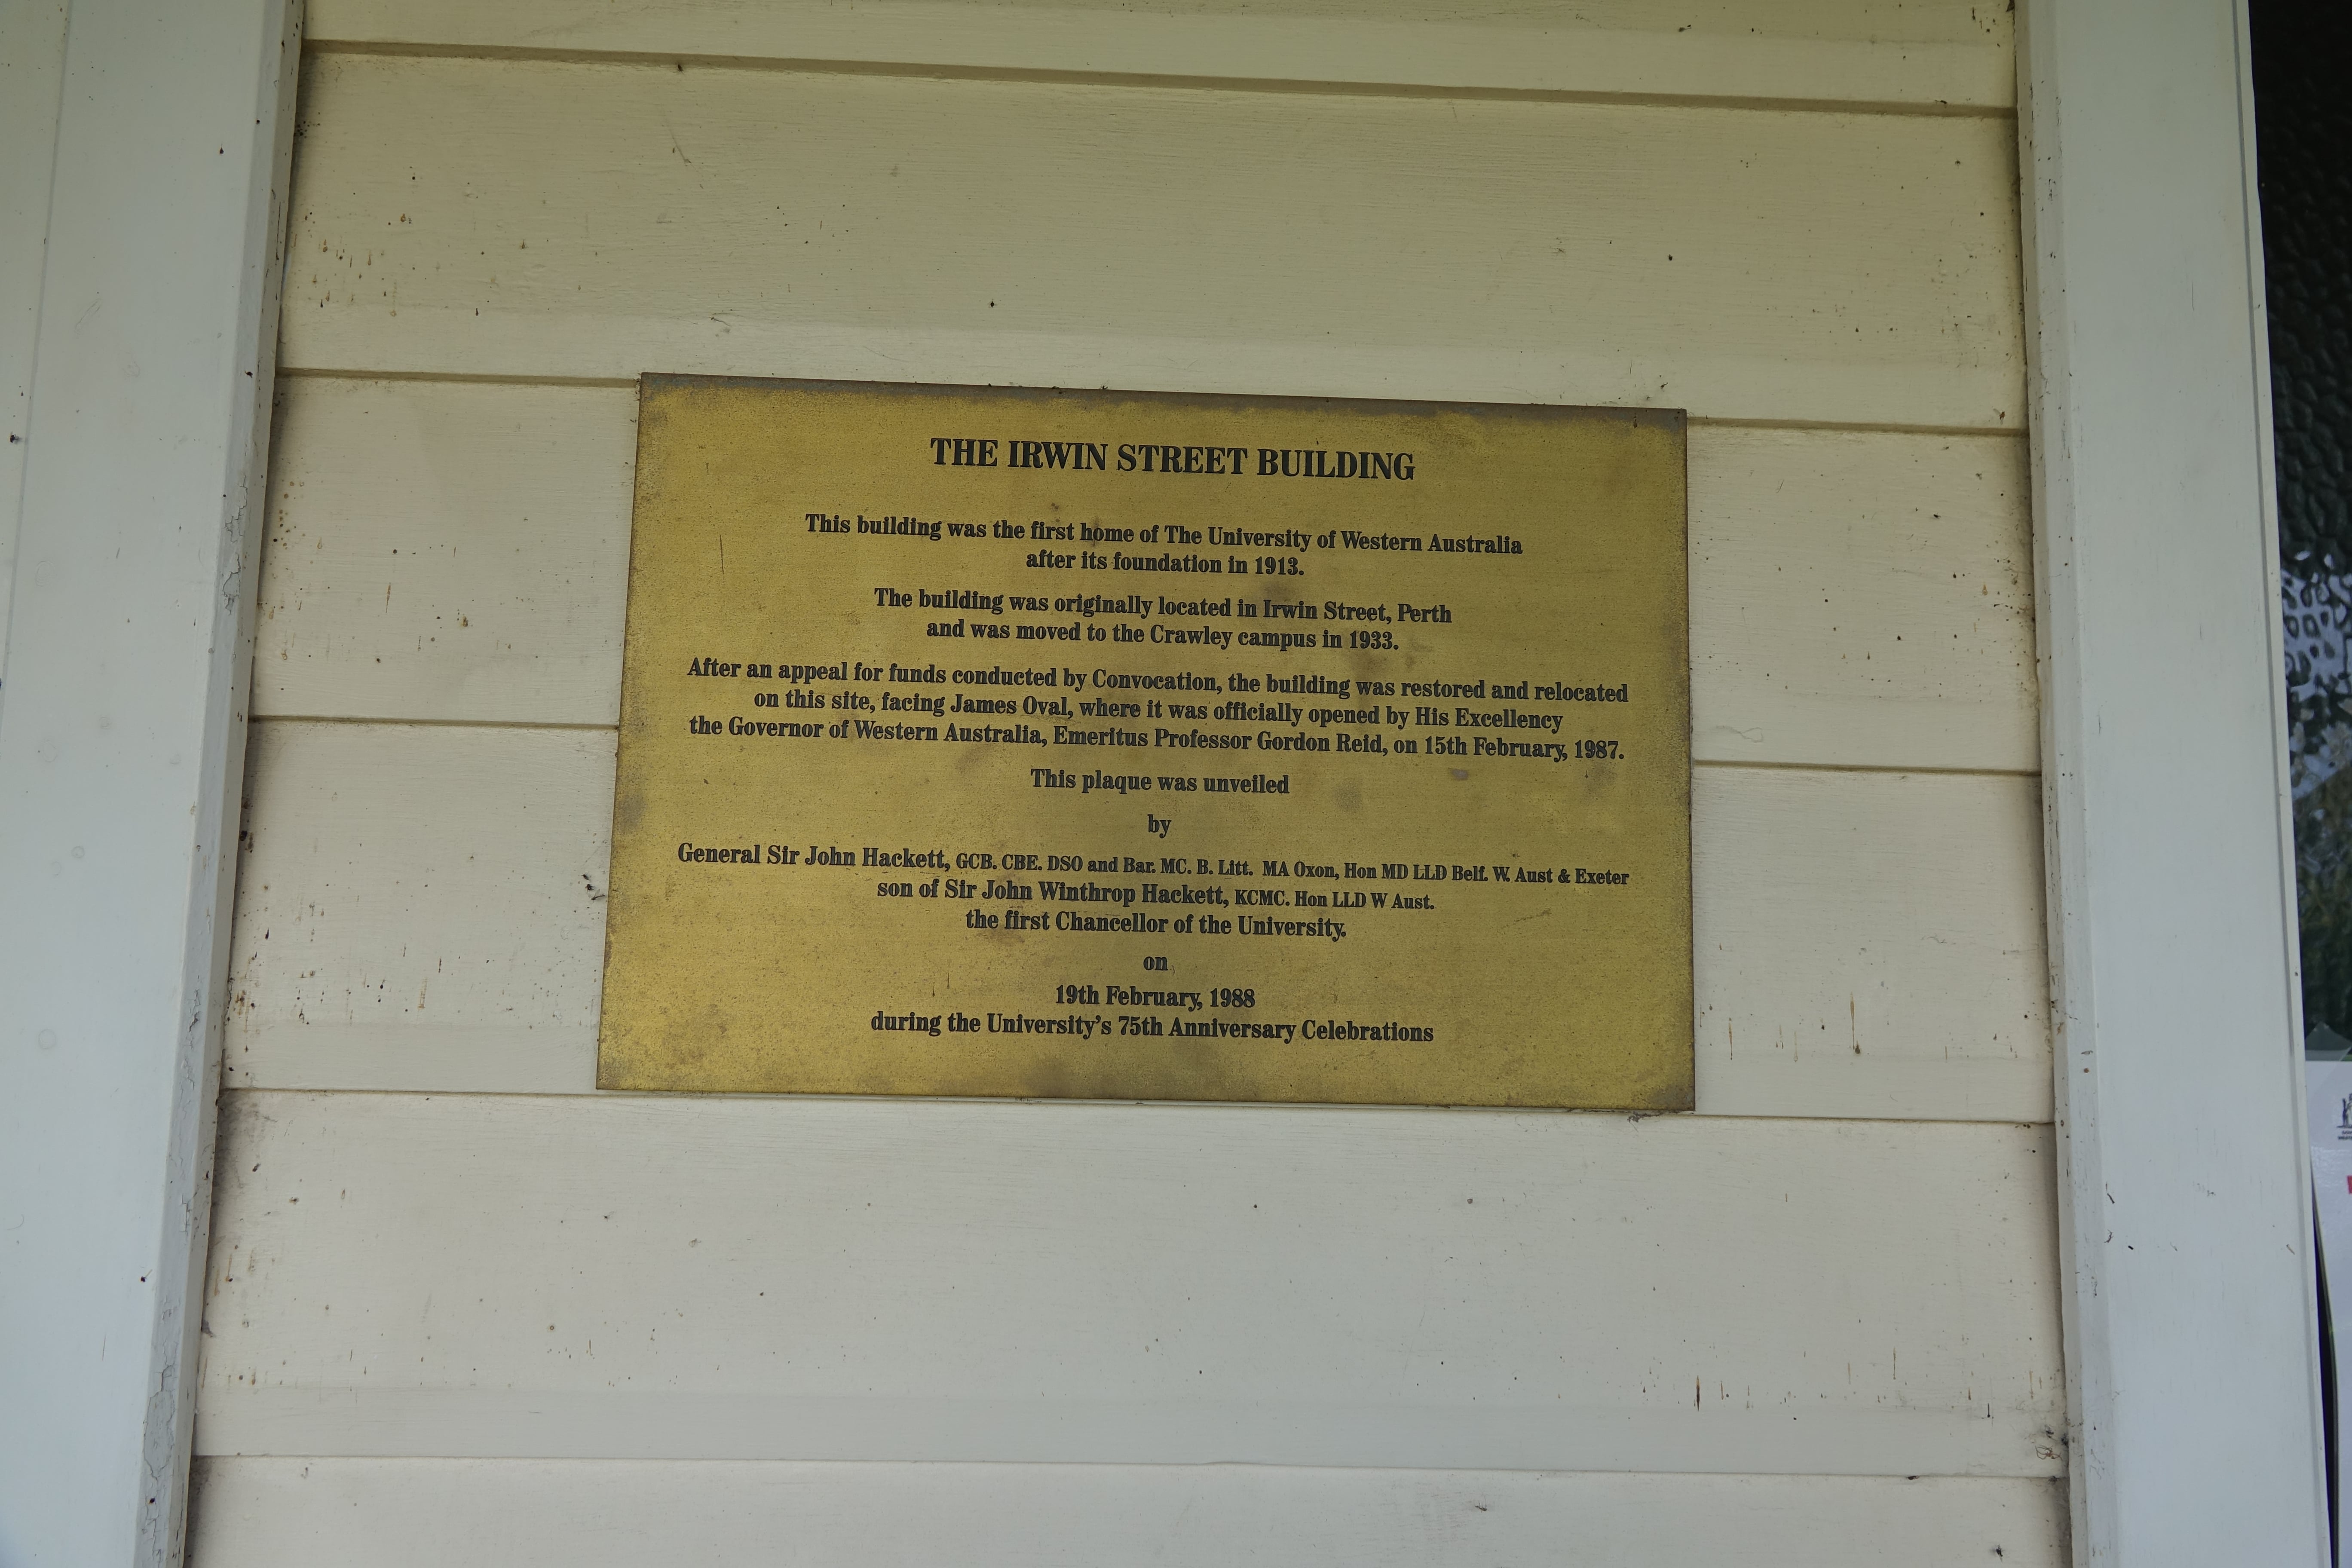 THE IRWIN STREET BUILDING
This building was the first home of The University of Western Australia
after its foundation in 1913.
The building was originally located in Irwin Street, Perth
and was moved to the Crawley campus in 1933.
After an appeal for funds conducted by Convocation, the building was restored and relocated
on this site, facing James Oval, where it was officially opened by His Excellency
the Governor of Western Australia, Emeritus Professor Gordon Reid, on 15th February, 1987.
This plaque was unveiled
by
General Sir John Hackett, GCB. CBE. DSO and Bar. MC. B. Litt. MA Oxon, Hon MD LLD Belf. W. Aust & Exeter
son of Sir John Winthrop Hackett, KCMC. Hon LLD W Aust.
the first Chancellor of the University.
on
19th February, 1988
during the University's 75th Anniversary Celebrations